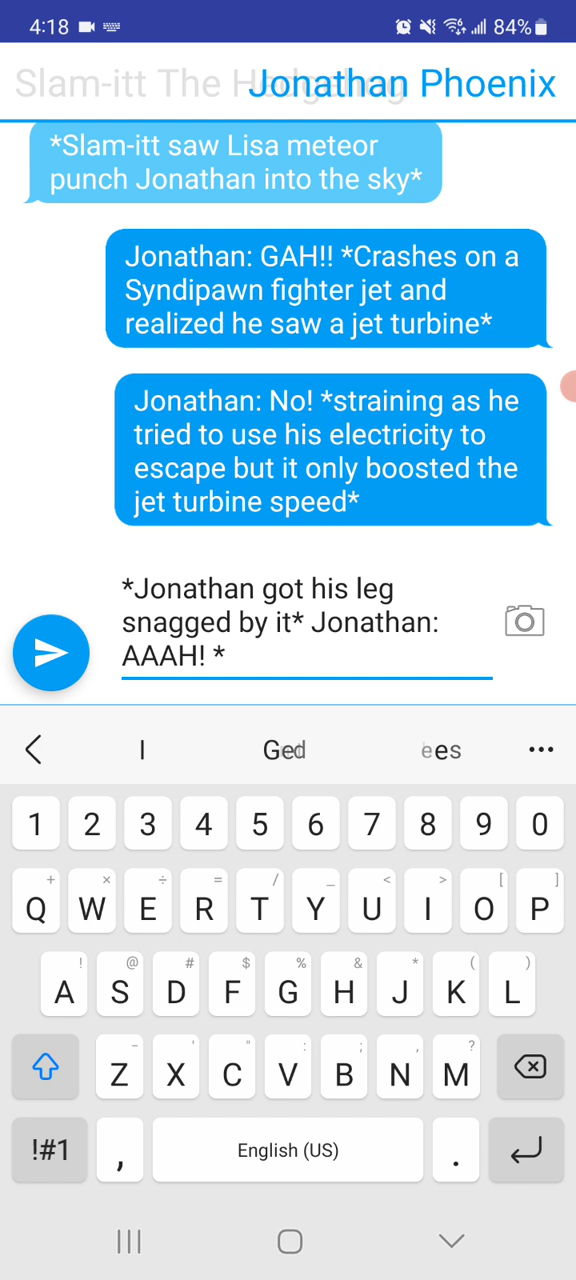 4:18 84%
Slam-itt The Hedgehog Jonathan Phoenix
*Slam-itt saw Lisa meteor
punch Jonathan into the sky*
Jonathan: GAH!! *Crashes on a
Syndipawn fighter jet and
realized he saw a jet turbine*
Jonathan: No! *straining as he
tried to use his electricity to
escape but it only boosted the
jet turbine speed*
*Jonathan got his leg
snagged by it* Jonathan:
AAAH! *
I
1 2 3 4 5 6 7 8 9 0
+ × ÷ = / _ < > [ ]
Q W E R T Y U I O P
! @ # $ % & * ( )
A S D F G H J K L
- ' " : ; , ?
Z X C V B N M
!#1 , English (US) .